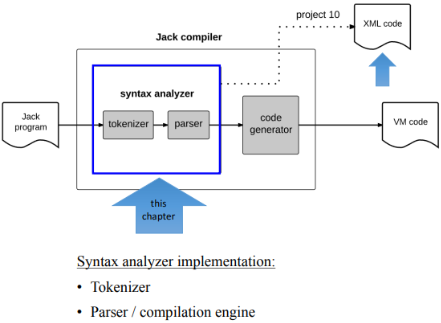 project 10
XML code
Jack compiler
syntax analyzer
Jack
program
tokenizer
parser
code
generator
VM code
this
chapter
Syntax analyzer implementation:
• Tokenizer
• Parser / compilation engine